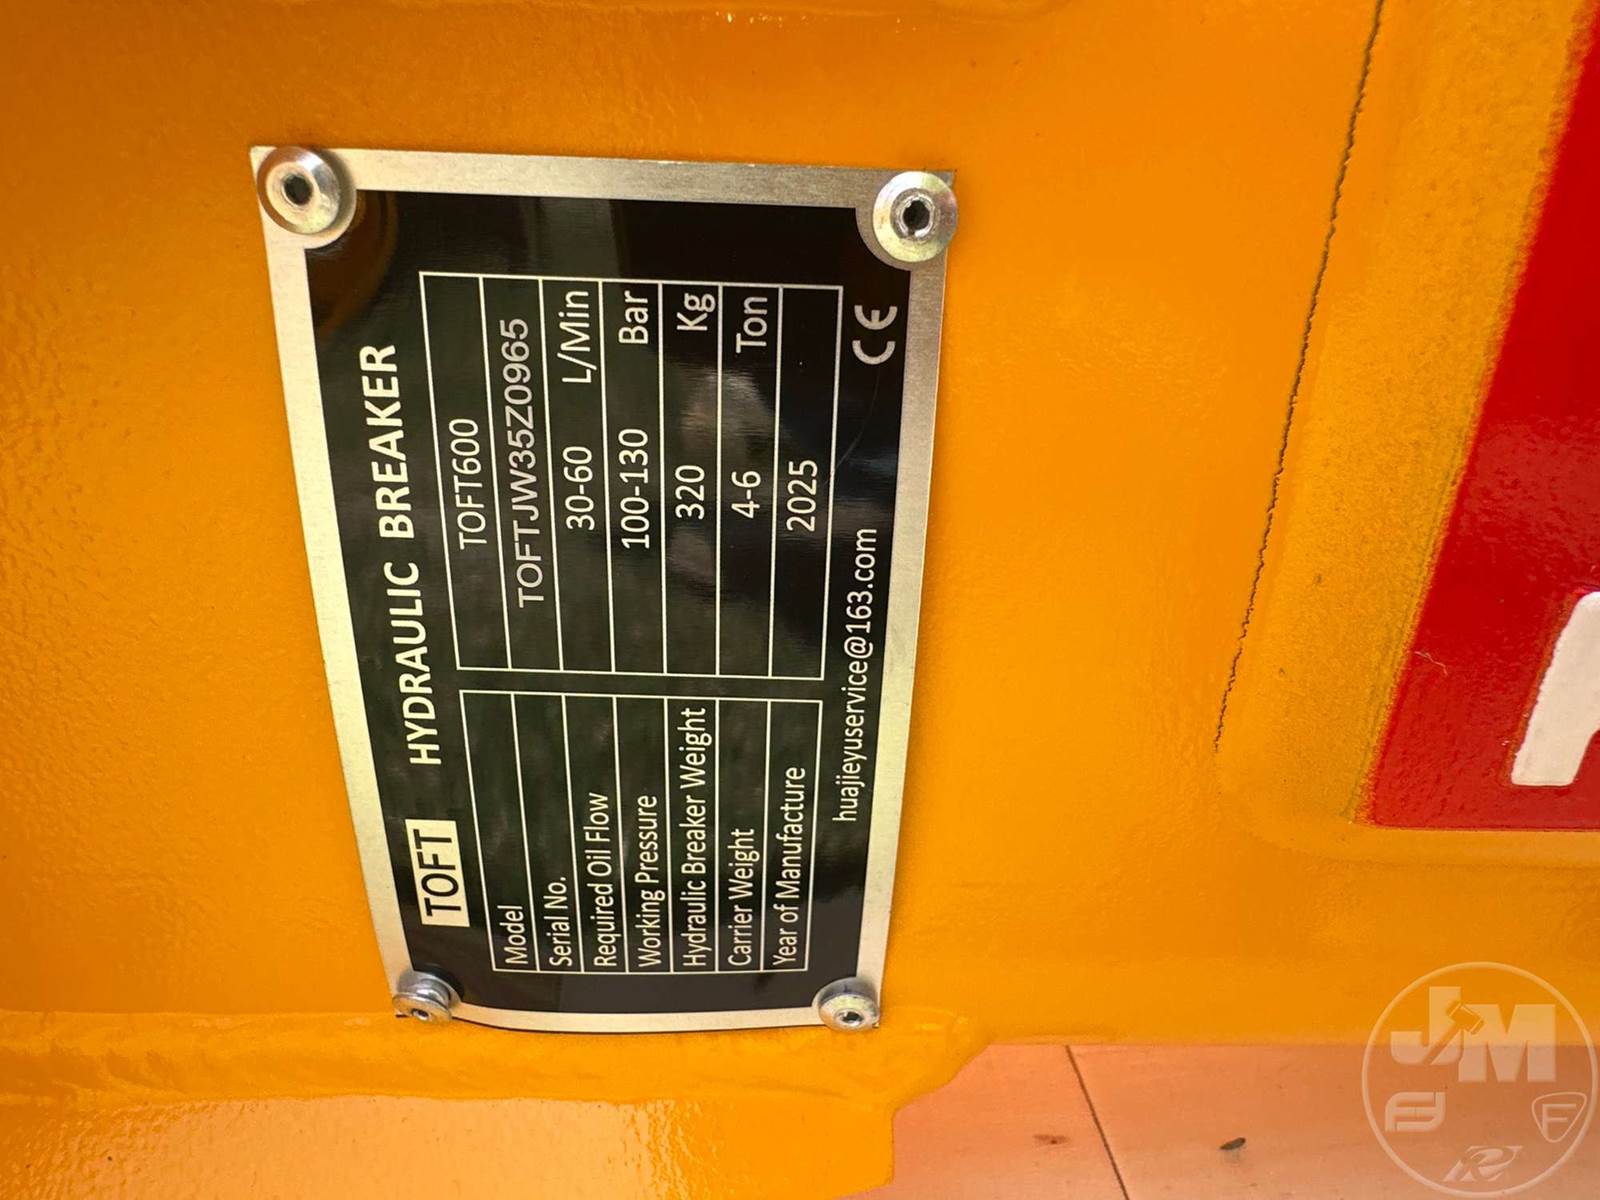 TOFT HYDRAULIC BREAKER
Model TOFT600
Serial No. TOFTJW35Z0965
Required Oil Flow 30-60 L/Min
Working Pressure 100-130 Bar
Hydraulic Breaker Weight 320 Kg
Carrier Weight 4-6 Ton
Year of Manufacture 2025
huajieyuservice@163.com CE
JM